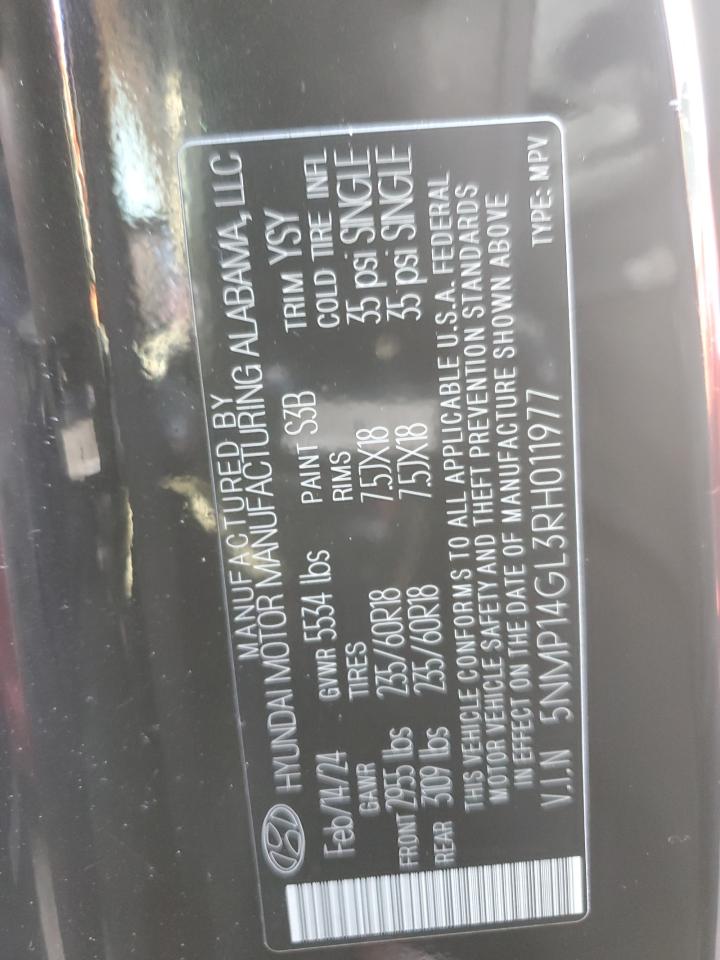 MANUFACTURED BY
HYUNDAI MOTOR MANUFACTURING ALABAMA, LLC
Feb/14/24 GVWR 5534 lbs PAINT S3B TRIM YSY
GAWR TIRES RIMS COLD TIRE INFL
FRONT 2955 lbs 235/60R18 7.5JX18 35 psi SINGLE
REAR 3109 lbs 235/60R18 7.5JX18 35 psi SINGLE
THIS VEHICLE CONFORMS TO ALL APPLICABLE U.S.A. FEDERAL
MOTOR VEHICLE SAFETY AND THEFT PREVENTION STANDARDS
IN EFFECT ON THE DATE OF MANUFACTURE SHOWN ABOVE
V.I.N 5NMP14GL3RH011977 TYPE: MPV